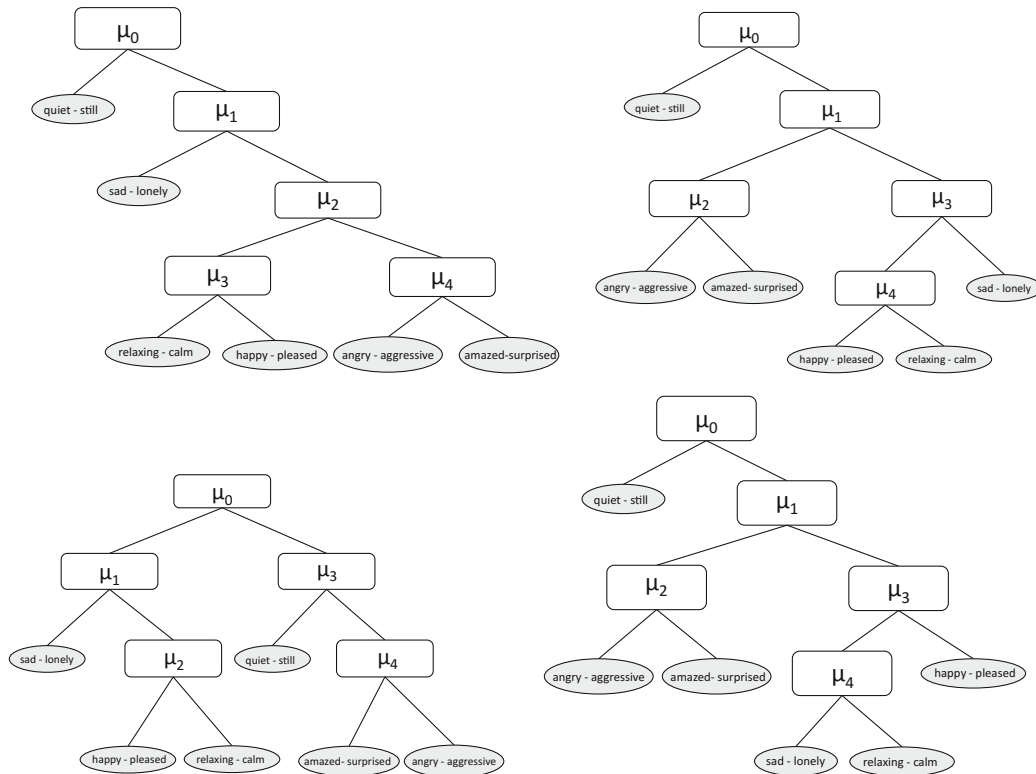 μ0
quiet - still
μ1
sad - lonely
μ2
μ3
μ4
relaxing - calm
happy - pleased
angry - aggressive
amazed-surprised
μ0
quiet - still
μ1
μ2
μ3
angry - aggressive
amazed- surprised
μ4
sad - lonely
happy - pleased
relaxing - calm
μ0
μ1
μ3
sad - lonely
μ2
quiet - still
μ4
happy - pleased
relaxing - calm
amazed- surprised
angry - aggressive
μ0
quiet - still
μ1
μ2
μ3
angry - aggressive
amazed- surprised
μ4
happy - pleased
sad - lonely
relaxing - calm